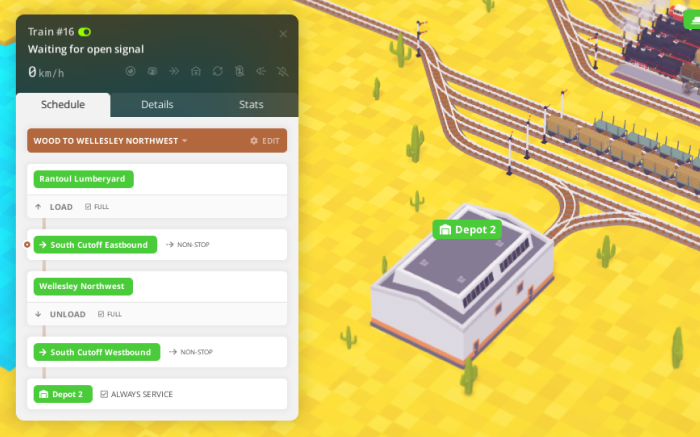 Train #16
Waiting for open signal
0 km/h
Schedule
Details
Stats
WOOD TO WELLESLEY NORTHWEST
EDIT
Rantoul Lumberyard
LOAD
FULL
South Cutoff Eastbound
NON-STOP
Wellesley Northwest
UNLOAD
FULL
South Cutoff Westbound
NON-STOP
Depot 2
ALWAYS SERVICE
Depot 2